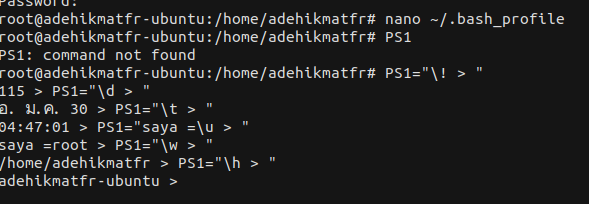 Password:
root@adehikmatfr-ubuntu:/home/adehikmatfr# nano ~/.bash_profile
root@adehikmatfr-ubuntu:/home/adehikmatfr# PS1
PS1: command not found
root@adehikmatfr-ubuntu:/home/adehikmatfr# PS1="\! > "
115 > PS1="\d > "
อ. ม.ค. 30 > PS1="\t > "
04:47:01 > PS1="saya =\u > "
saya =root > PS1="\w > "
/home/adehikmatfr > PS1="\h > "
adehikmatfr-ubuntu >